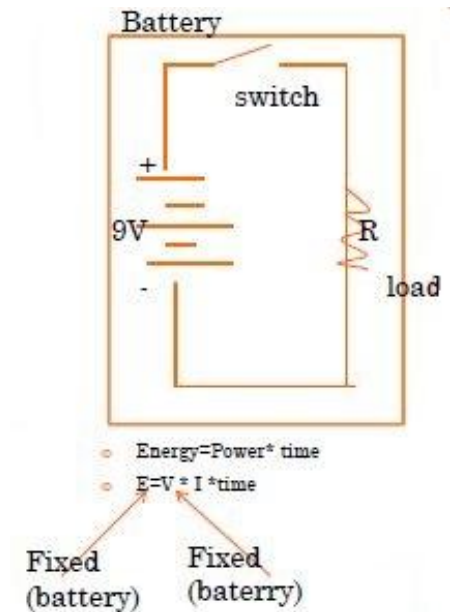 Battery
switch
+
9V
R
-
load
Energy=Power* time
E=V * I *time
Fixed
(battery)
Fixed
(baterry)